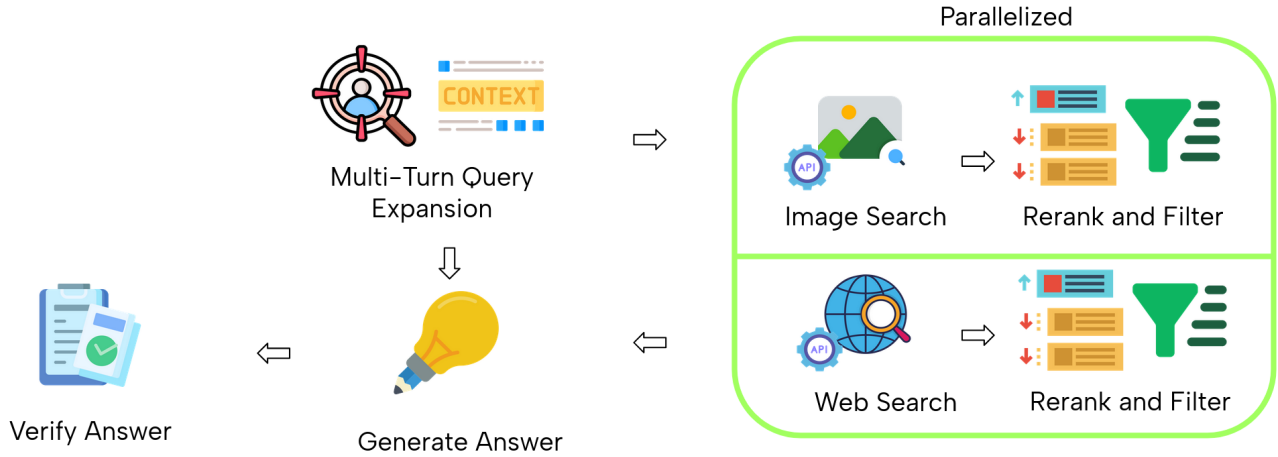 Parallelized
CONTEXT
Multi-Turn Query
Expansion
API
Image Search
Rerank and Filter
API
Web Search
Rerank and Filter
Generate Answer
Verify Answer